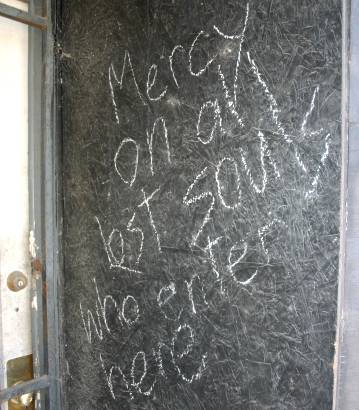 Mercy
on all
lost souls
who enter
here